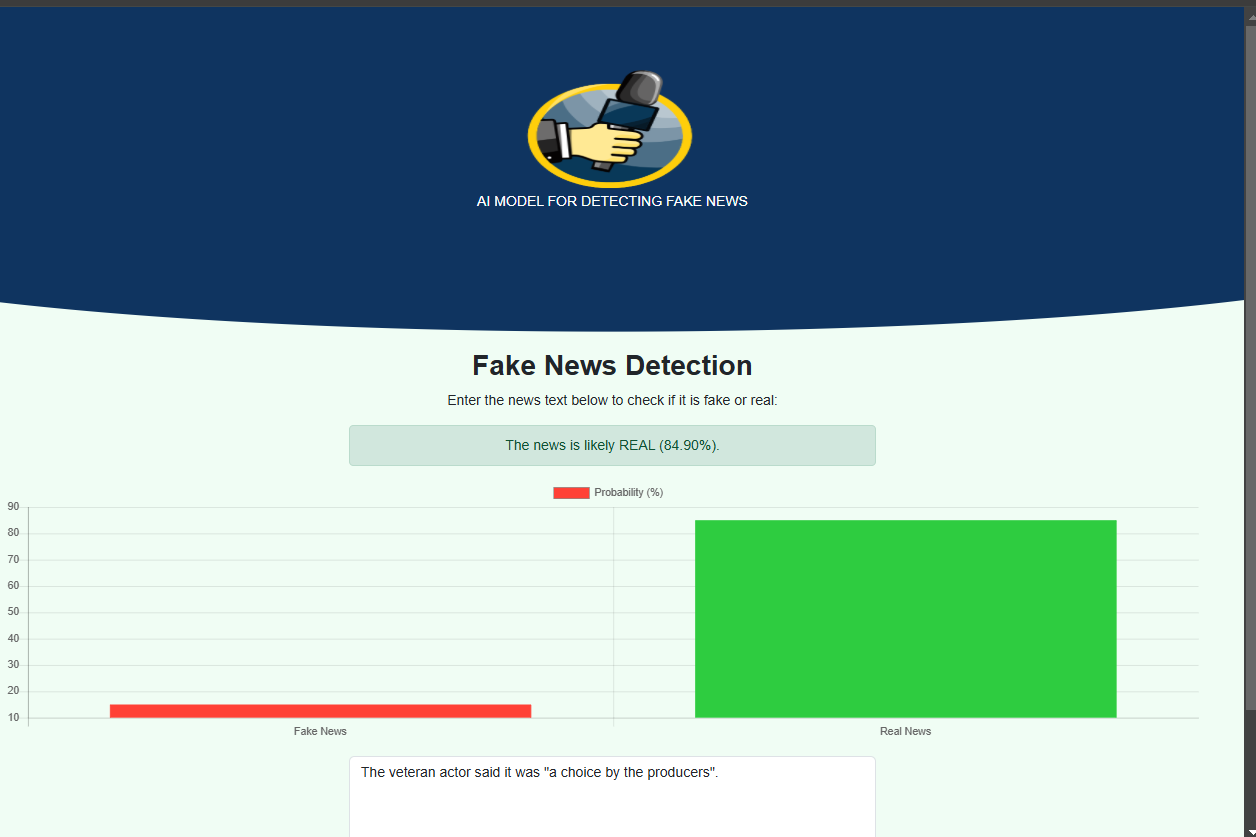 AI MODEL FOR DETECTING FAKE NEWS
Fake News Detection
Enter the news text below to check if it is fake or real:
The news is likely REAL (84.90%).
Probability (%)
90
80
70
60
50
40
30
20
10
Fake News
Real News
The veteran actor said it was "a choice by the producers".